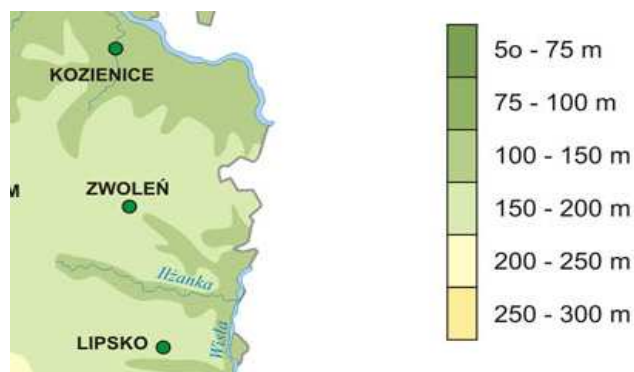 KOZIENICE
M
ZWOLEŃ
Iłżanka
Wisła
LIPSKO
5o - 75 m
75 - 100 m
100 - 150 m
150 - 200 m
200 - 250 m
250 - 300 m